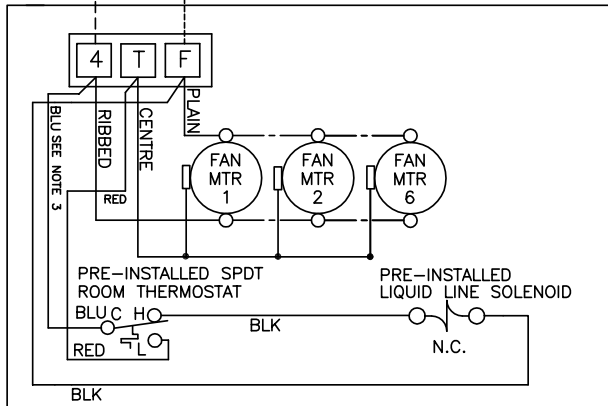 4 T F
PLAIN
CENTRE
RIBBED
BLU SEE NOTE 3
RED
FAN MTR 1
FAN MTR 2
FAN MTR 6
PRE-INSTALLED SPDT
ROOM THERMOSTAT
PRE-INSTALLED
LIQUID LINE SOLENOID
BLU C H
BLK
N.C.
RED L
BLK